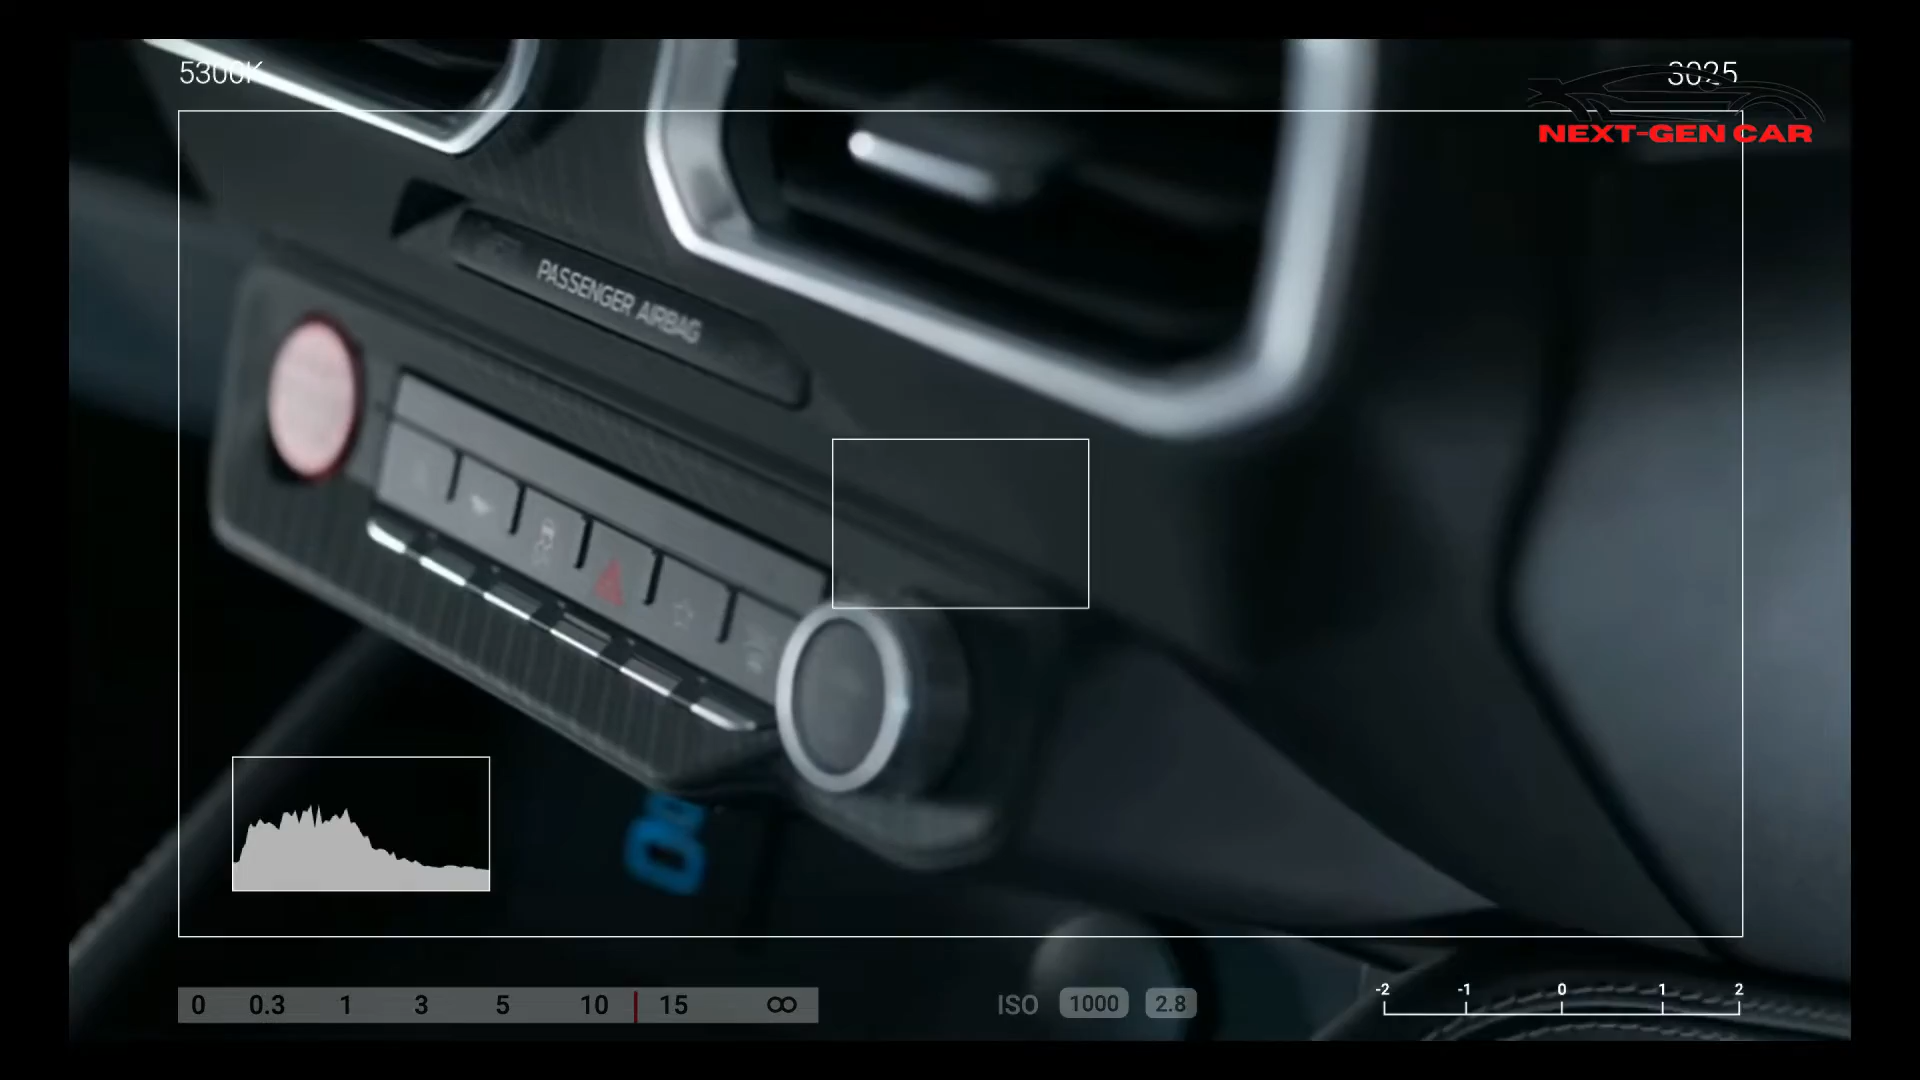 5300K
3025
NEXT-GEN CAR
PASSENGER AIRBAG
0 0.3 1 3 5 10 15 ∞
ISO 1000 2.8
-2 -1 0 1 2